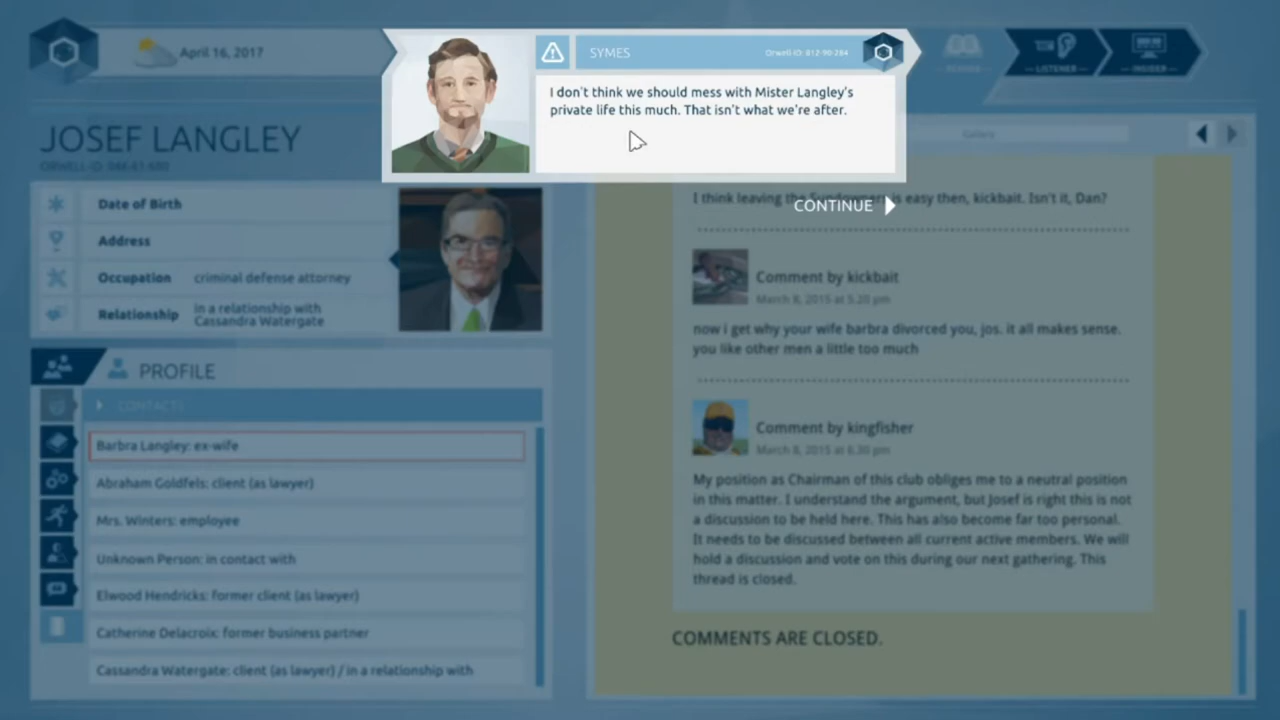 April 16, 2017
SYMES
Orwell ID: 812-90-284
I don't think we should mess with Mister Langley's
private life this much. That isn't what we're after.
CONTINUE
READER
LISTENER
INSIDER
JOSEF LANGLEY
Date of Birth
Address
Occupation criminal defense attorney
Relationship in a relationship with
Cassandra Watergate
PROFILE
CONTACTS
Barbra Langley: ex-wife
Abraham Goldfels: client (as lawyer)
Mrs. Winters: employee
Unknown Person: in contact with
Elwood Hendricks: former client (as lawyer)
Catherine Delacroix: former business partner
Cassandra Watergate: client (as lawyer) / in a relationship with
I think leaving the Sundowners is easy then, kickbait. Isn't it, Dan?
Comment by kickbait
March 8, 2015 at 5.20 pm
now i get why your wife barbra divorced you, jos. it all makes sense.
you like other men a little too much
Comment by kingfisher
March 8, 2015 at 6.30 pm
My position as Chairman of this club obliges me to a neutral position
in this matter. I understand the argument, but Josef is right this is not
a discussion to be held here. This has also become far too personal.
It needs to be discussed between all current active members. We will
hold a discussion and vote on this during our next gathering. This
thread is closed.
COMMENTS ARE CLOSED.